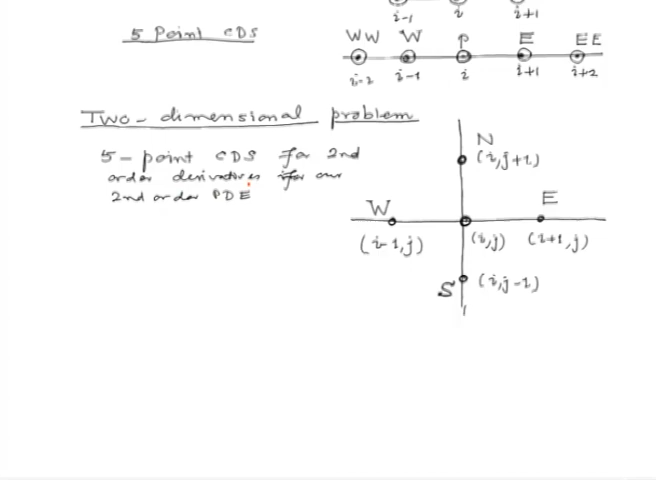 i-1 i i+1
5 Point CDS
WW W P E EE
i-2 i-1 i i+1 i+2
Two-dimensional problem
5-point CDS for 2nd
order derivatives for our
2nd order PDE
N
(i,j+1)
W E
(i-1,j) (i,j) (i+1,j)
S (i,j-1)